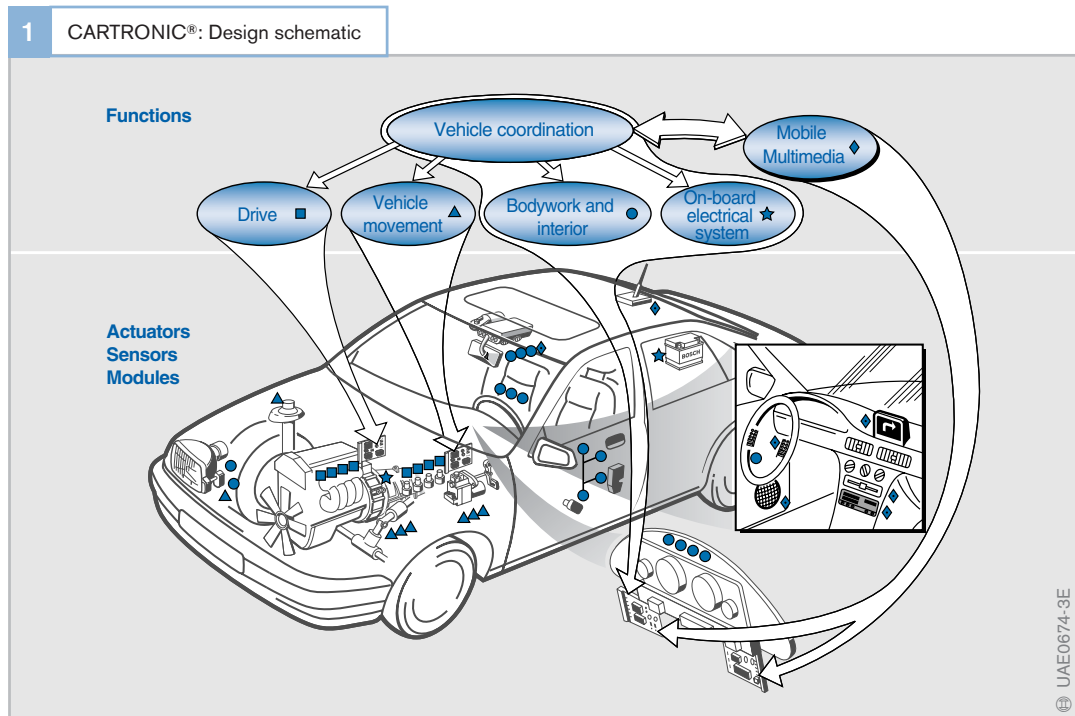 1
CARTRONIC®: Design schematic
Functions
Vehicle coordination
Mobile
Multimedia
Drive
Vehicle
movement
Bodywork and
interior
On-board
electrical
system
Actuators
Sensors
Modules
BOSCH
UAE0674-3E